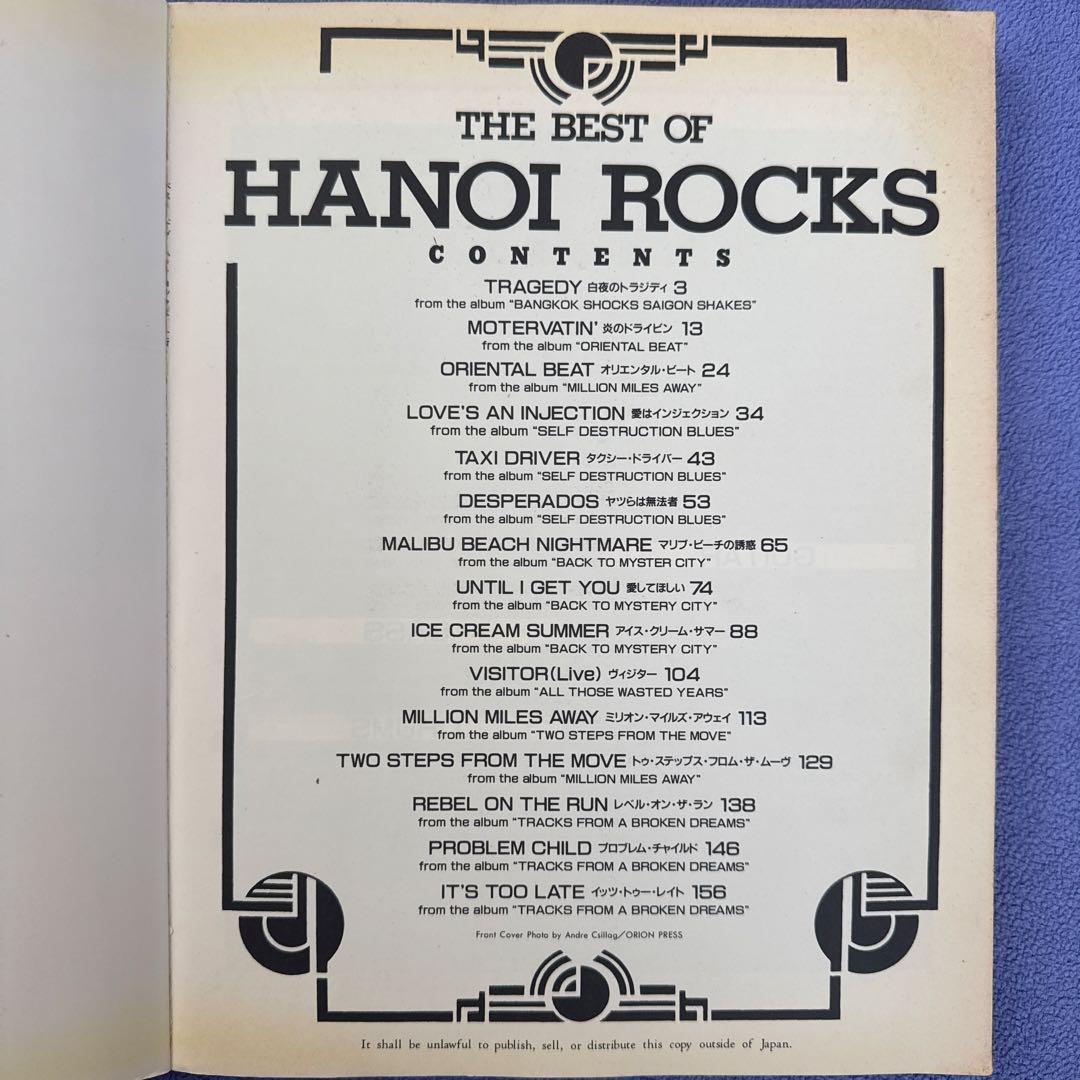 THE BEST OF
HANOI ROCKS
CONTENTS
TRAGEDY 白夜のトラジディ 3
from the album "BANGKOK SHOCKS SAIGON SHAKES"
MOTERVATIN' 炎のドライビン 13
from the album "ORIENTAL BEAT"
ORIENTAL BEAT オリエンタル・ビート 24
from the album "MILLION MILES AWAY"
LOVE'S AN INJECTION 愛はインジェクション 34
from the album "SELF DESTRUCTION BLUES"
TAXI DRIVER タクシー・ドライバー 43
from the album "SELF DESTRUCTION BLUES"
DESPERADOS ヤツらは無法者 53
from the album "SELF DESTRUCTION BLUES"
MALIBU BEACH NIGHTMARE マリブ・ビーチの誘惑 65
from the album "BACK TO MYSTER CITY"
UNTIL I GET YOU 愛してほしい 74
from the album "BACK TO MYSTERY CITY"
ICE CREAM SUMMER アイス・クリーム・サマー 88
from the album "BACK TO MYSTERY CITY"
VISITOR(Live) ヴィジター 104
from the album "ALL THOSE WASTED YEARS"
MILLION MILES AWAY ミリオン・マイルズ・アウェイ 113
from the album "TWO STEPS FROM THE MOVE"
TWO STEPS FROM THE MOVE トゥ・ステップス・フロム・ザ・ムーヴ 129
from the album "MILLION MILES AWAY"
REBEL ON THE RUN レベル・オン・ザ・ラン 138
from the album "TRACKS FROM A BROKEN DREAMS"
PROBLEM CHILD プロブレム・チャイルド 146
from the album "TRACKS FROM A BROKEN DREAMS"
IT'S TOO LATE イッツ・トゥー・レイト 156
from the album "TRACKS FROM A BROKEN DREAMS"
Front Cover Photo by Andre Csillag/ORION PRESS
It shall be unlawful to publish, sell, or distribute this copy outside of Japan.